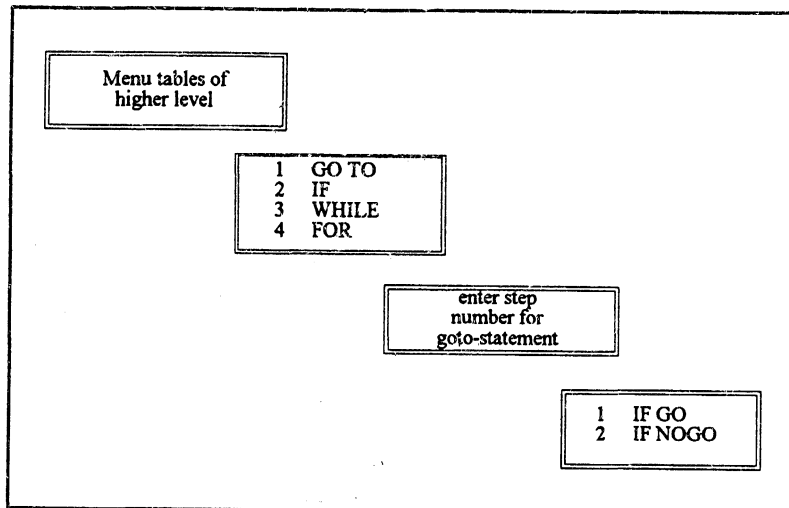 Menu tables of
higher level
1 GO TO
2 IF
3 WHILE
4 FOR
enter step
number for
goto-statement
1 IF GO
2 IF NOGO